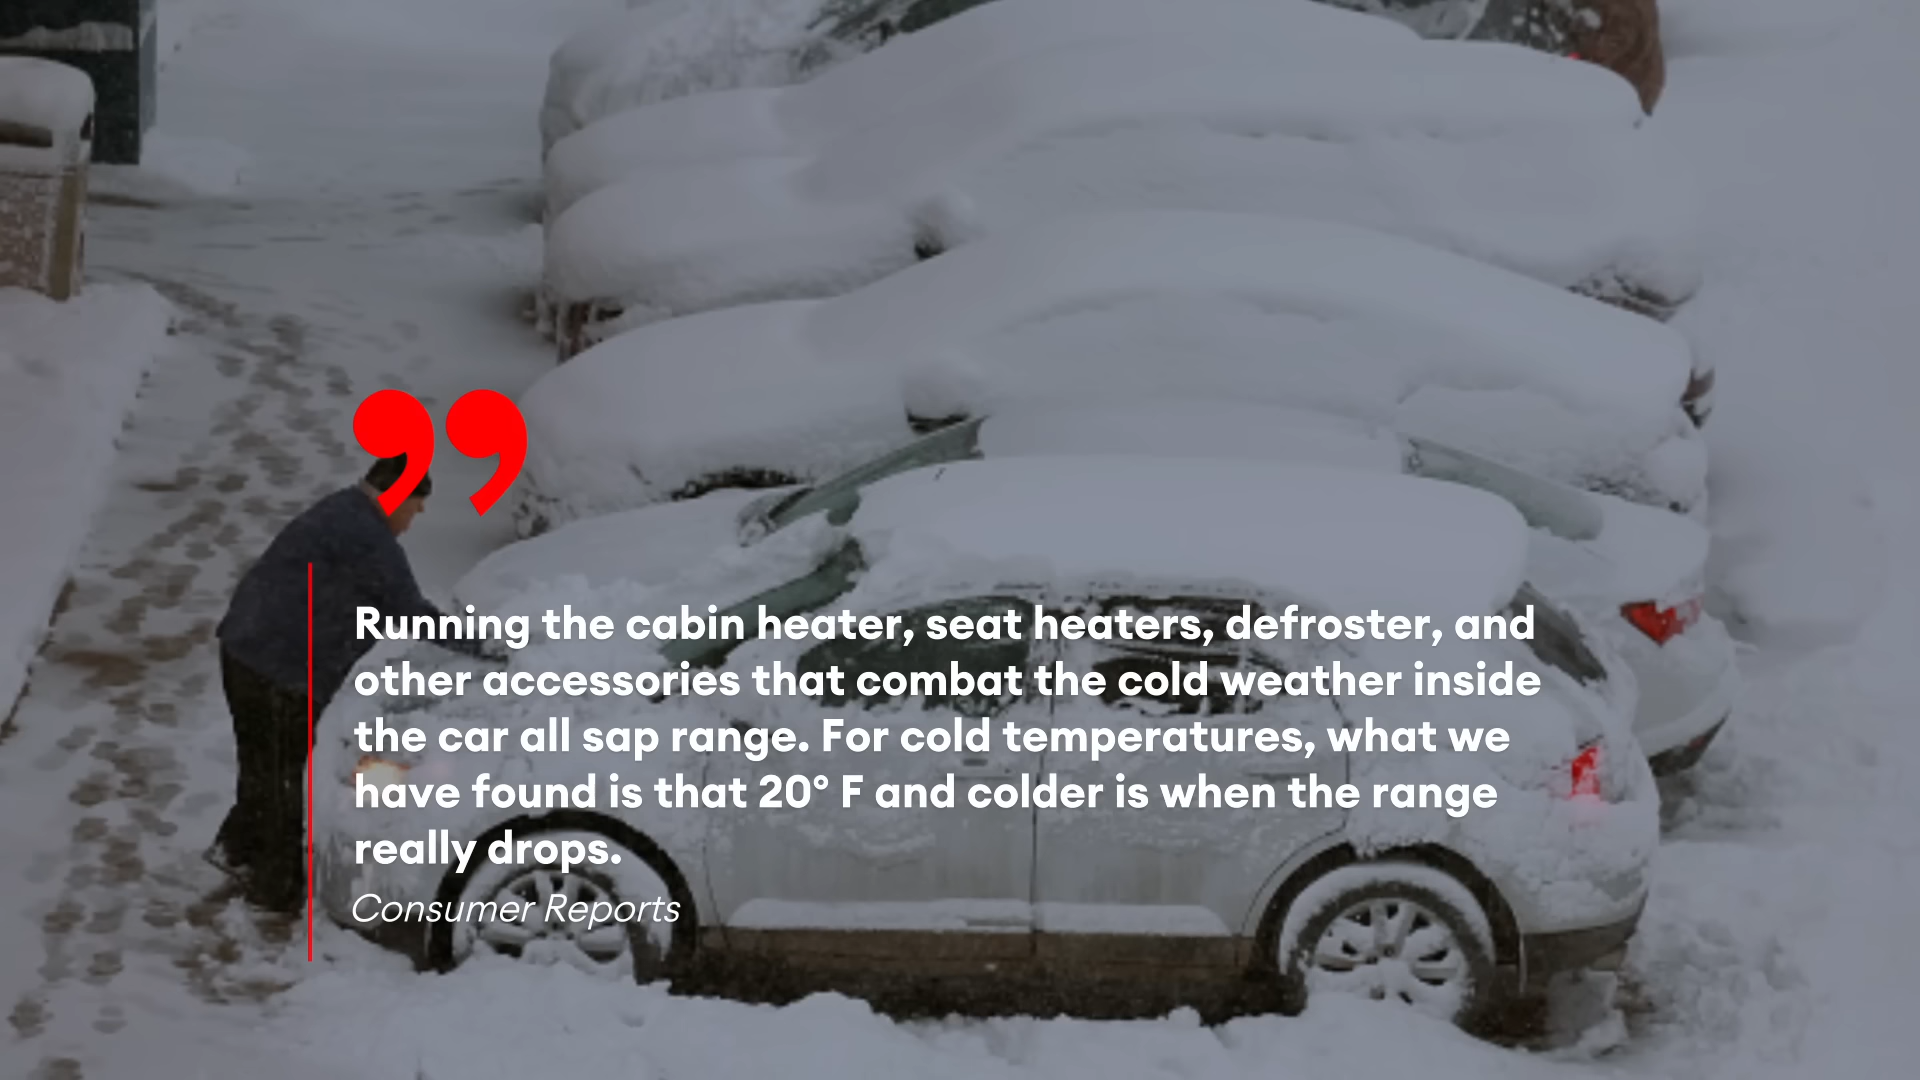 ”
Running the cabin heater, seat heaters, defroster, and
other accessories that combat the cold weather inside
the car all sap range. For cold temperatures, what we
have found is that 20° F and colder is when the range
really drops.
Consumer Reports